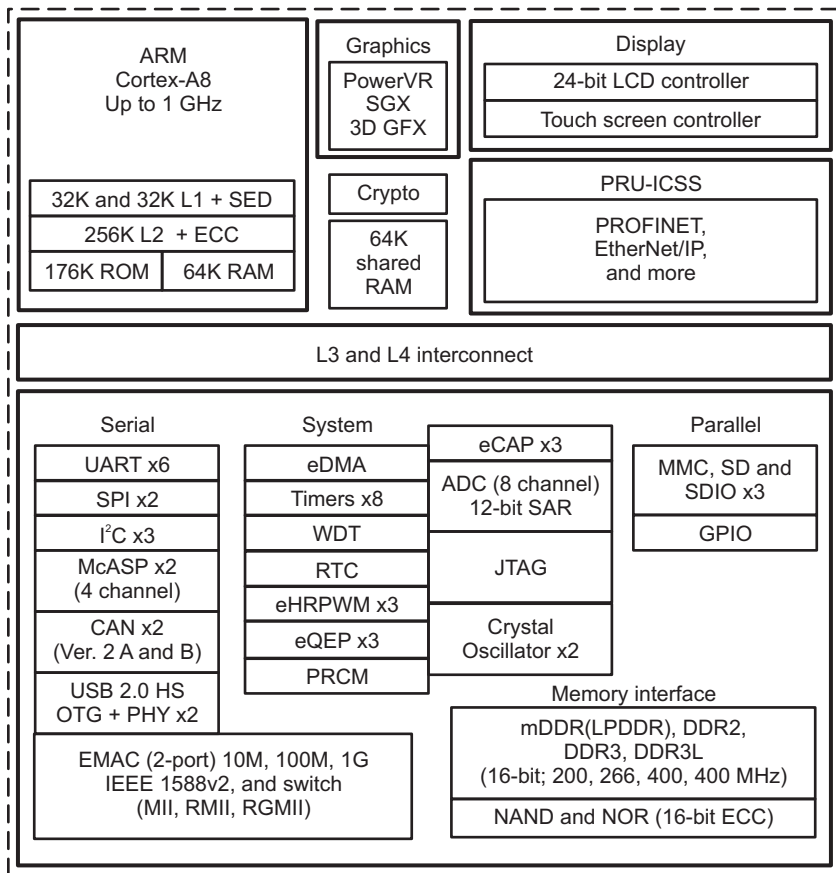 ARM
Cortex-A8
Up to 1 GHz
32K and 32K L1 + SED
256K L2 + ECC
176K ROM
64K RAM
Graphics
PowerVR
SGX
3D GFX
Crypto
64K
shared
RAM
Display
24-bit LCD controller
Touch screen controller
PRU-ICSS
PROFINET,
EtherNet/IP,
and more
L3 and L4 interconnect
Serial
UART x6
SPI x2
I²C x3
McASP x2
(4 channel)
CAN x2
(Ver. 2 A and B)
USB 2.0 HS
OTG + PHY x2
EMAC (2-port) 10M, 100M, 1G
IEEE 1588v2, and switch
(MII, RMII, RGMII)
System
eDMA
Timers x8
WDT
RTC
eHRPWM x3
eQEP x3
PRCM
eCAP x3
ADC (8 channel)
12-bit SAR
JTAG
Crystal
Oscillator x2
Parallel
MMC, SD and
SDIO x3
GPIO
Memory interface
mDDR(LPDDR), DDR2,
DDR3, DDR3L
(16-bit; 200, 266, 400, 400 MHz)
NAND and NOR (16-bit ECC)